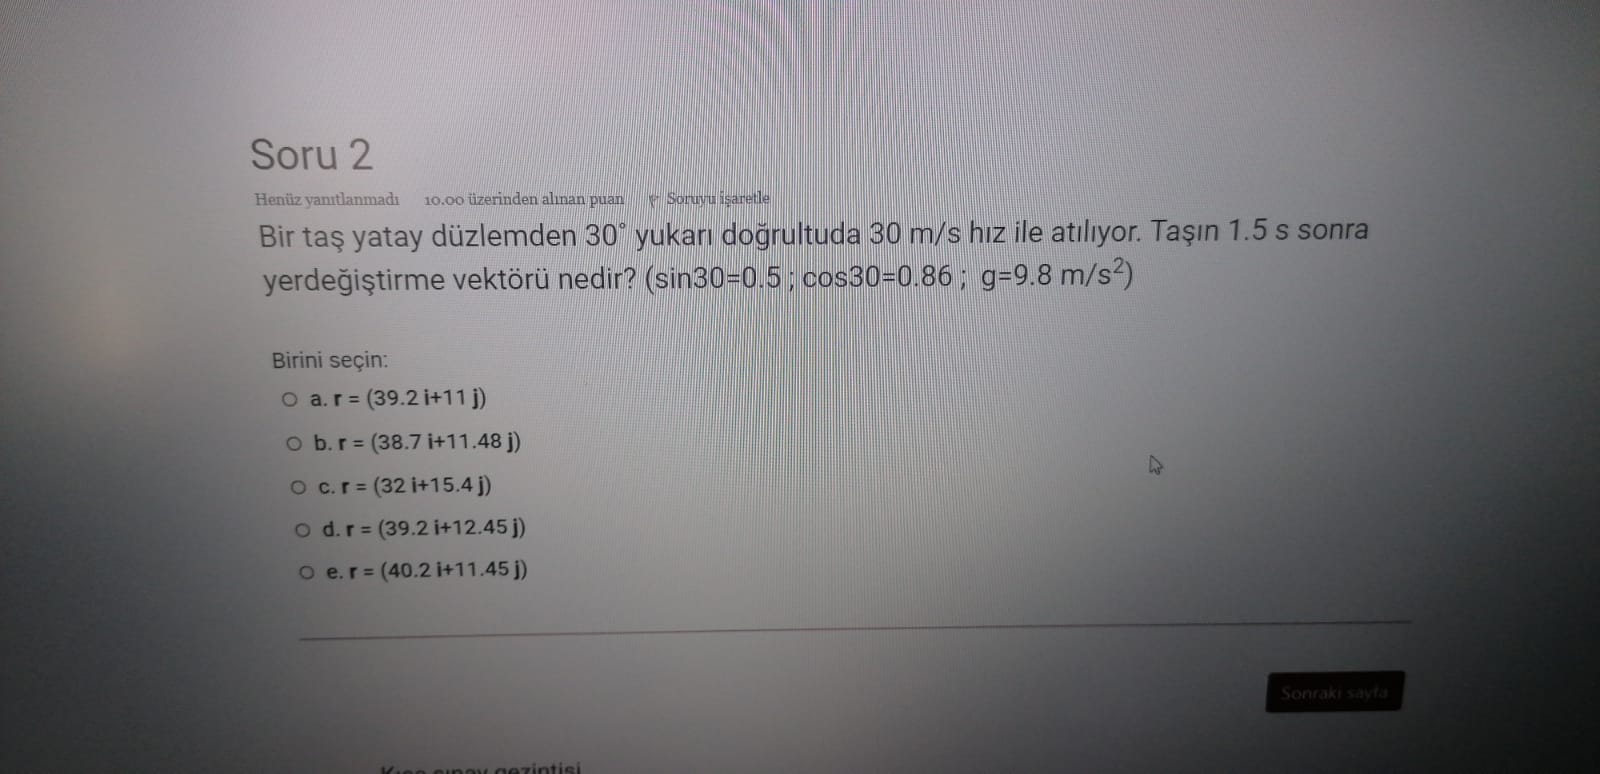 Soru 2
Henüz yanıtlanmadı 10.00 üzerinden alınan puan Soruyu işaretle
Bir taş yatay düzlemden 30° yukarı doğrultuda 30 m/s hız ile atılıyor. Taşın 1.5 s sonra
yerdeğiştirme vektörü nedir? (sin30=0.5 ; cos30=0.86 ; g=9.8 m/s²)
Birini seçin:
a. r = (39.2 i+11 j)
b. r = (38.7 i+11.48 j)
c. r = (32 i+15.4 j)
d. r = (39.2 i+12.45 j)
e. r = (40.2 i+11.45 j)
Sonraki sayfa
Kısa sınav gezintisi